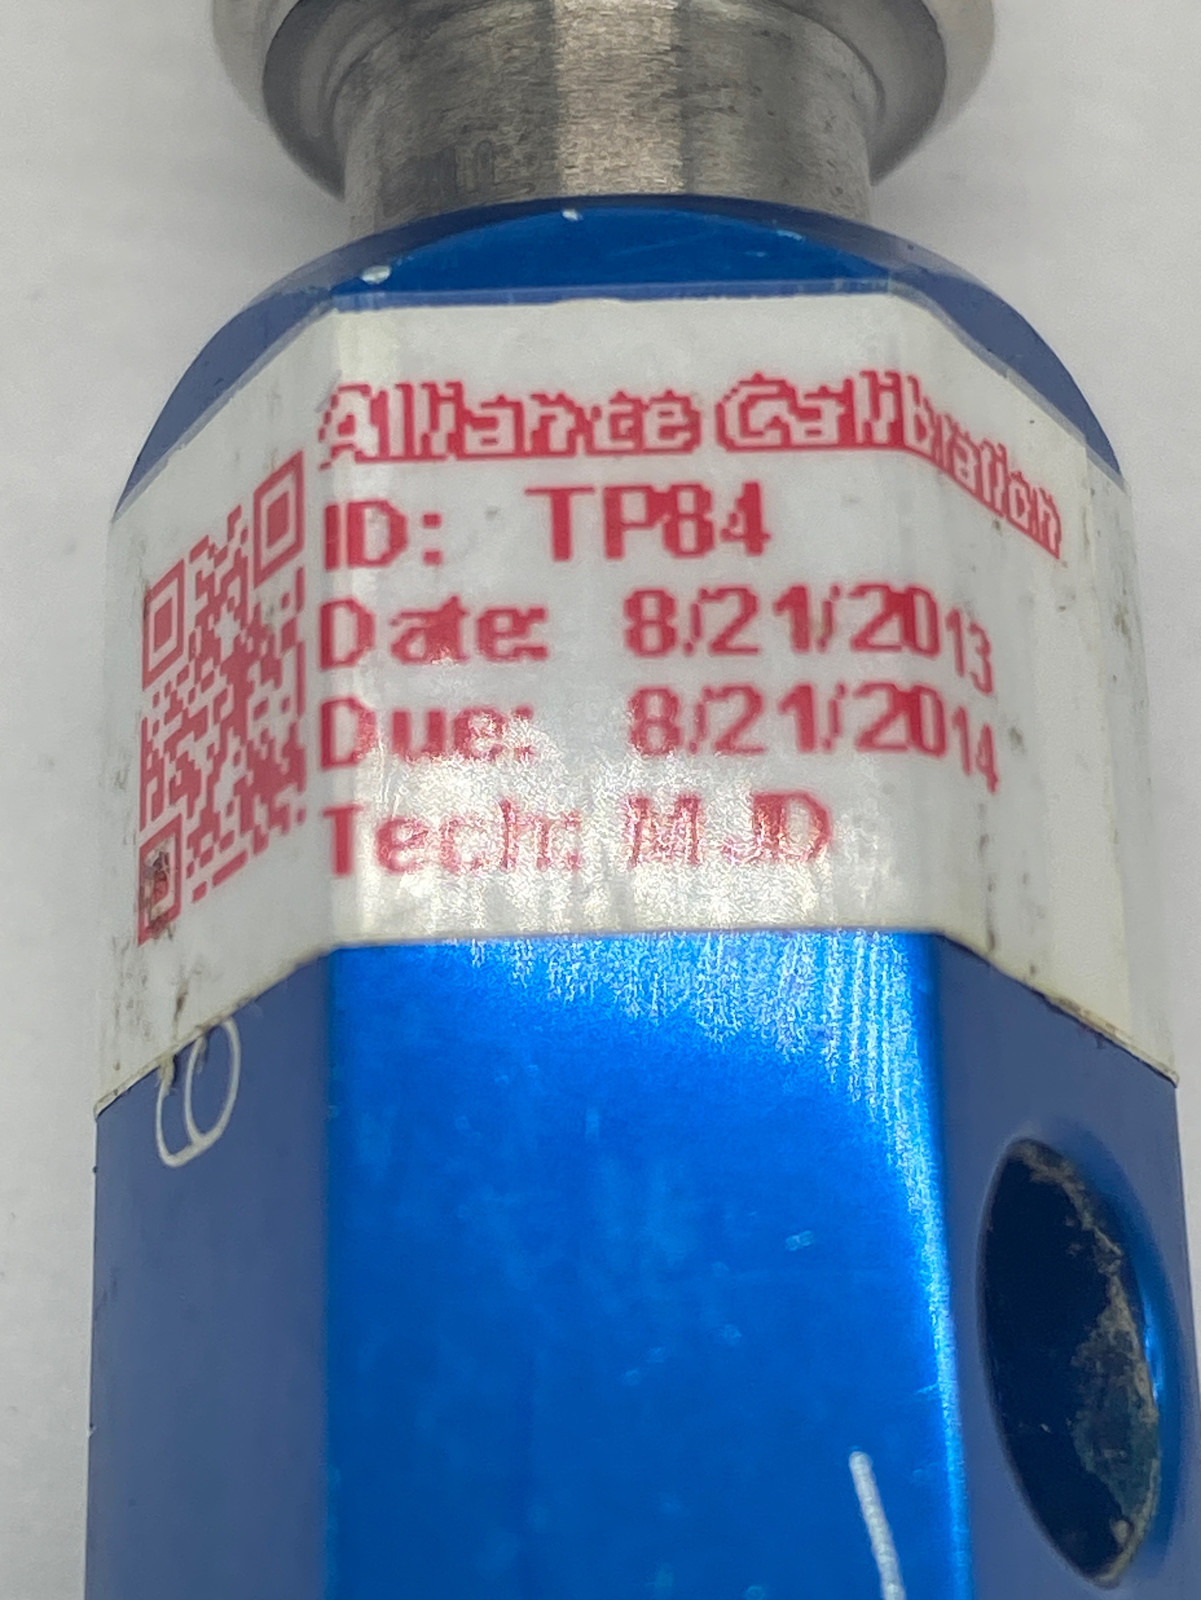 Alliance Calibration
ID: TP84
Date: 8/21/2013
Due: 8/21/2014
Tech: MJD